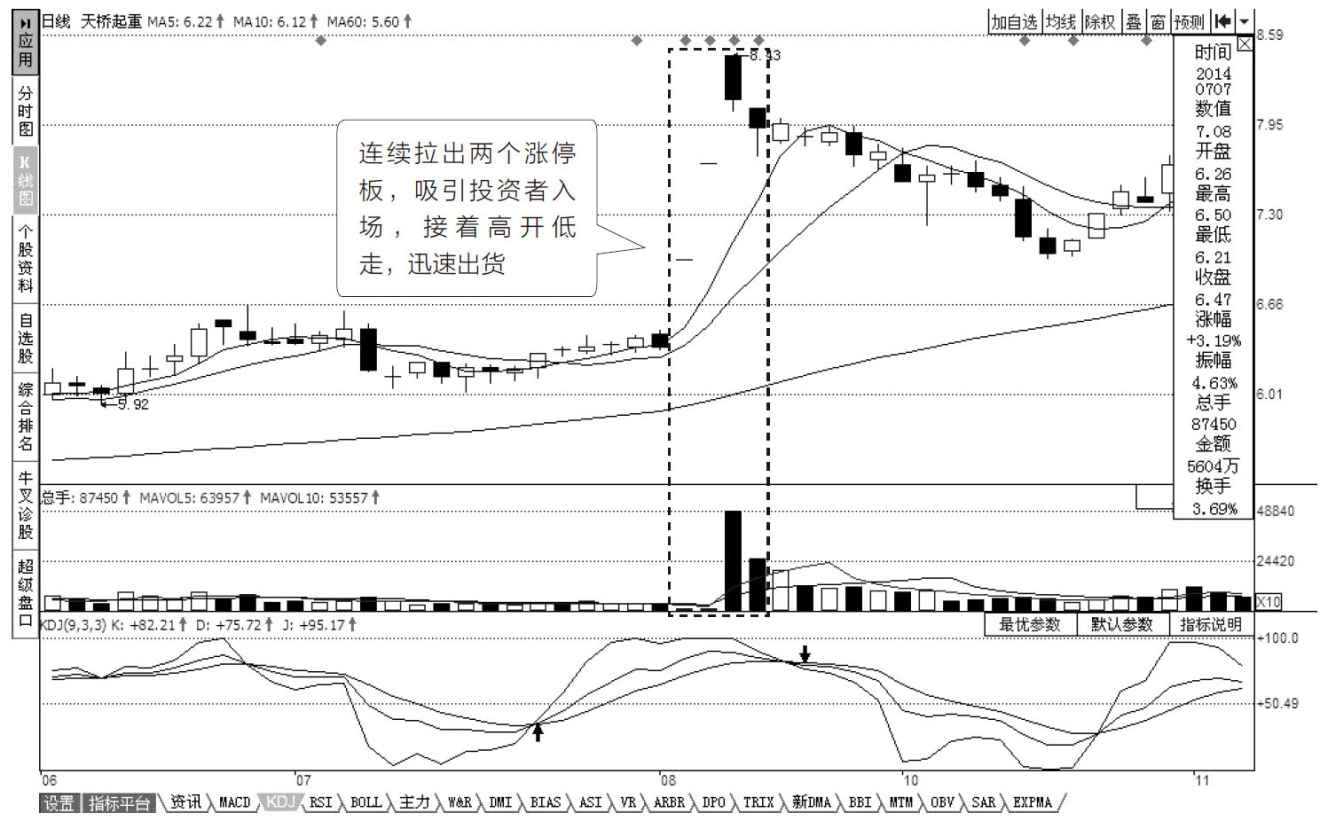 日线 天桥起重 MA5: 6.22↑ MA10: 6.12↑ MA60: 5.60↑
加自选 均线 除权 叠 窗 预测
应用
分时图
K线图
个股资料
自选股
综合排名
牛叉诊股
超级盘口
8.59
7.95
7.30
6.66
6.01
8.43
5.92
连续拉出两个涨停
板，吸引投资者入
场，接着高开低
走，迅速出货
时间
2014
0707
数值
7.08
开盘
6.26
最高
6.50
最低
6.21
收盘
6.47
涨幅
+3.19%
振幅
4.63%
总手
87450
金额
5604万
换手
3.69%
总手: 87450↑ MAVOL5: 63957↑ MAVOL10: 53557↑
48840
24420
X10
KDJ(9,3,3) K: +82.21↑ D: +75.72↑ J: +95.17↑
最优参数 默认参数 指标说明
+100.0
+50.49
06 07 08 10 11
设置 指标平台 资讯 MACD KDJ RSI BOLL 主力 W&R DMI BIAS ASI VR ARBR DPO TRIX 新DMA BBI MTM OBV SAR EXPMA